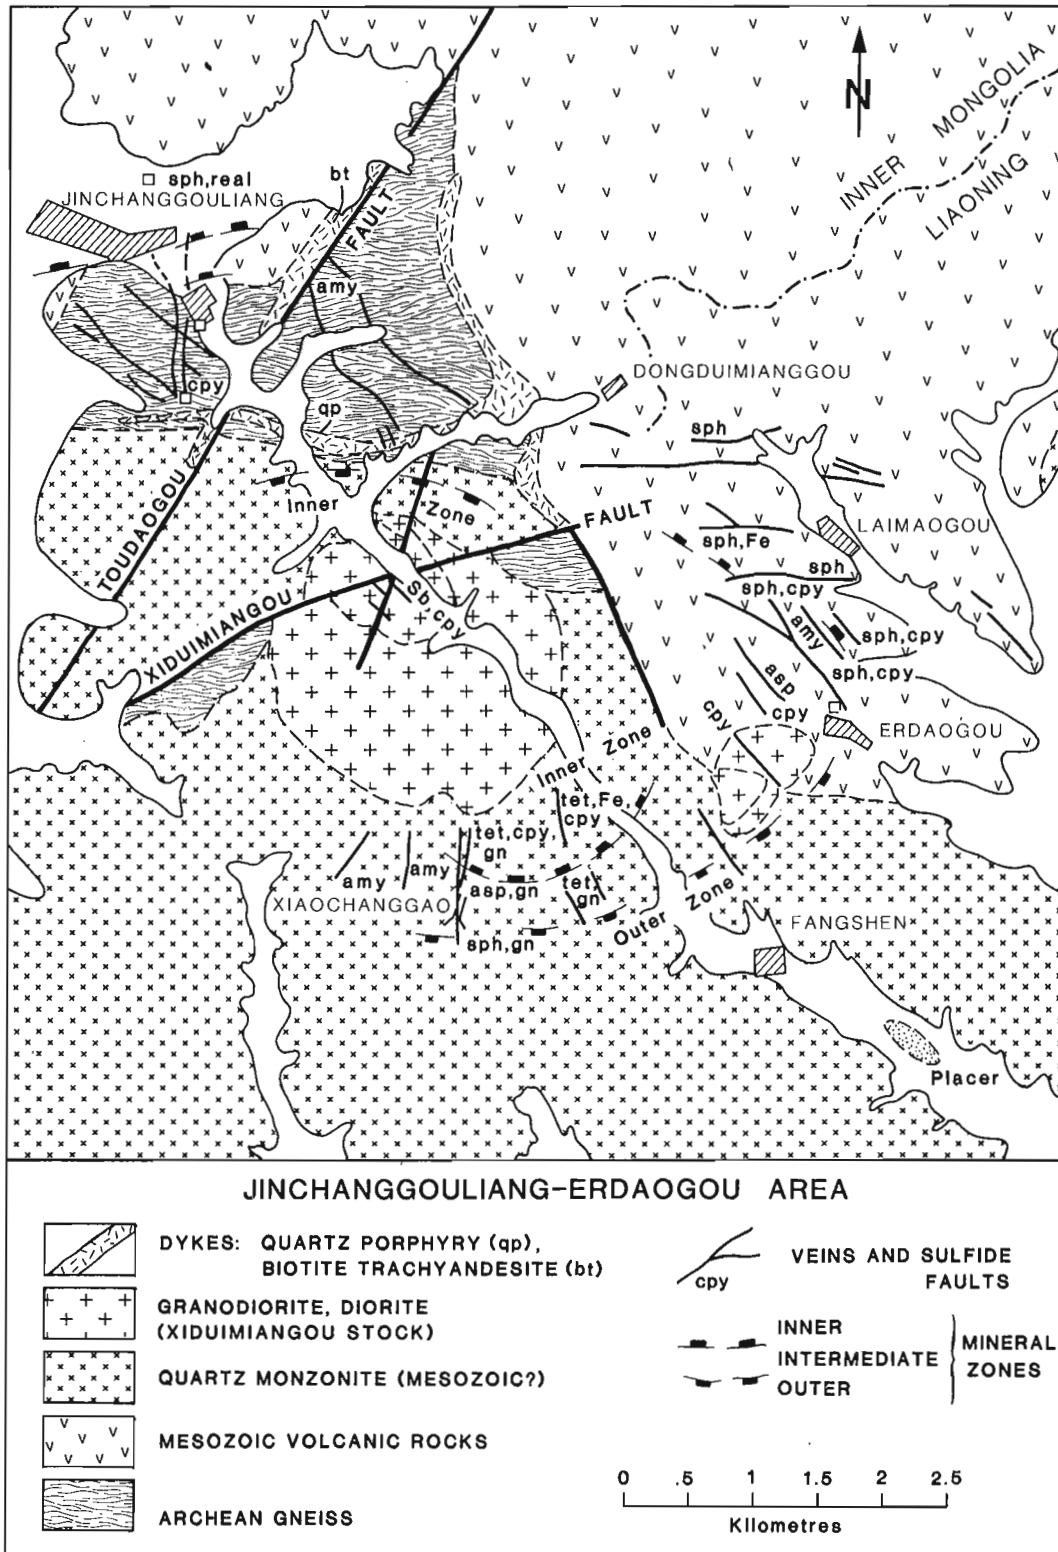 N
INNER MONGOLIA
LIAONING
bt
sph,real
JINCHANGGOULIANG
FAULT
amy
cpy
qp
DONGDUIMIANGGOU
sph
Inner
Zone
FAULT
LAIMAOGOU
sph,Fe
sph
sph,cpy
TOUDAOGOU
Sb,cpy
amy
sph,cpy
XIDUIMIANGOU
sph,cpy
asp
cpy
cpy
ERDAOGOU
Inner Zone
tet,Fe,
cpy
tet,cpy,
gn
amy
amy
asp,gn
tet,
gn
XIAOCHANGGAO
Outer Zone
FANGSHEN
sph,gn
Placer
JINCHANGGOULIANG-ERDAOGOU AREA
DYKES: QUARTZ PORPHYRY (qp),
BIOTITE TRACHYANDESITE (bt)
GRANODIORITE, DIORITE
(XIDUIMIANGOU STOCK)
QUARTZ MONZONITE (MESOZOIC?)
MESOZOIC VOLCANIC ROCKS
ARCHEAN GNEISS
cpy
VEINS AND SULFIDE
FAULTS
INNER
INTERMEDIATE
OUTER
MINERAL
ZONES
0 .5 1 1.5 2 2.5
Kilometres